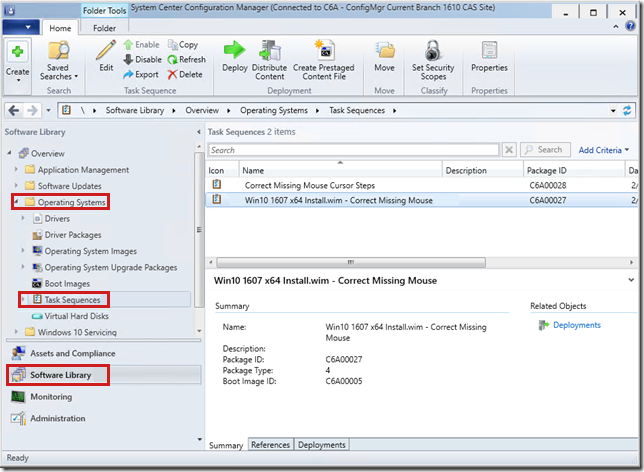 Folder Tools
System Center Configuration Manager (Connected to C6A - ConfigMgr Current Branch 1610 CAS Site)
Home
Folder
Create
Saved Searches
Search
Edit
Enable
Disable
Export
Copy
Refresh
Delete
Task Sequence
Deploy
Distribute Content
Create Prestaged Content File
Deployment
Move
Move
Set Security Scopes
Classify
Properties
Properties
\ Software Library Overview Operating Systems Task Sequences
Software Library
Overview
Application Management
Software Updates
Operating Systems
Drivers
Driver Packages
Operating System Images
Operating System Upgrade Packages
Boot Images
Task Sequences
Virtual Hard Disks
Windows 10 Servicing
Assets and Compliance
Software Library
Monitoring
Administration
Task Sequences 2 items
Search Search Add Criteria
Icon Name Description Package ID Da
Correct Missing Mouse Cursor Steps C6A00028 2/
Win10 1607 x64 Install.wim - Correct Missing Mouse C6A00027 2/
Win10 1607 x64 Install.wim - Correct Missing Mouse
Summary
Name: Win10 1607 x64 Install.wim - Correct Missing
Mouse
Description:
Package ID: C6A00027
Package Type: 4
Boot Image ID: C6A00005
Related Objects
Deployments
Summary References Deployments